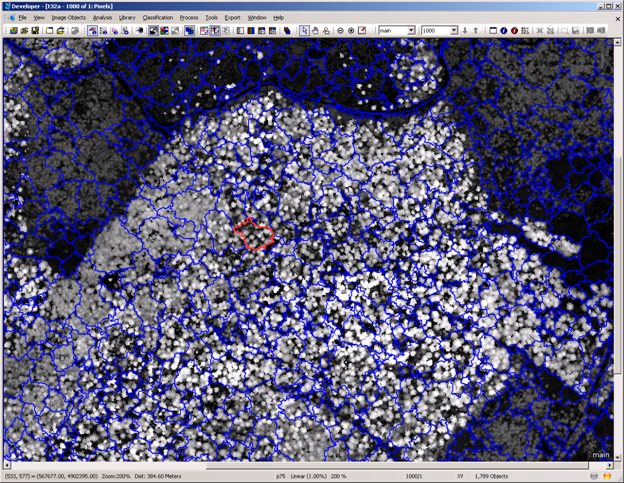 Developer - [t32a - 1000 of 1: Pixels]
File View Image Objects Analysis Library Classification Process Tools Export Window Help
main 1000
main
(533, 577) = (567677.00, 4902395.00) Zoom:200% Dist: 384.60 Meters p75 Linear (1.00%) 200 % 1000/1 XY 1,789 Objects